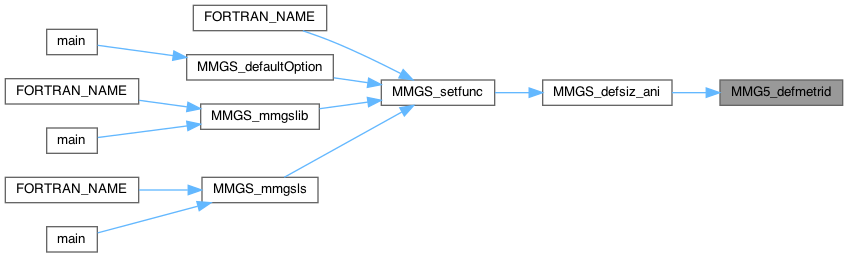 FORTRAN_NAME
main
MMGS_defaultOption
FORTRAN_NAME
MMGS_setfunc
MMGS_defsiz_ani
MMG5_defmetrid
MMGS_mmgslib
main
FORTRAN_NAME
MMGS_mmgsls
main